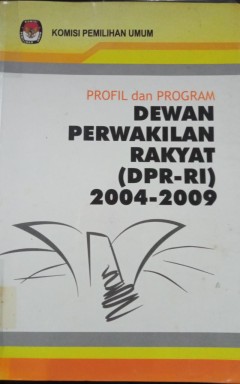 KOMISI PEMILIHAN UMUM
PROFIL dan PROGRAM
DEWAN
PERWAKILAN
RAKYAT
(DPR-RI)
2004-2009